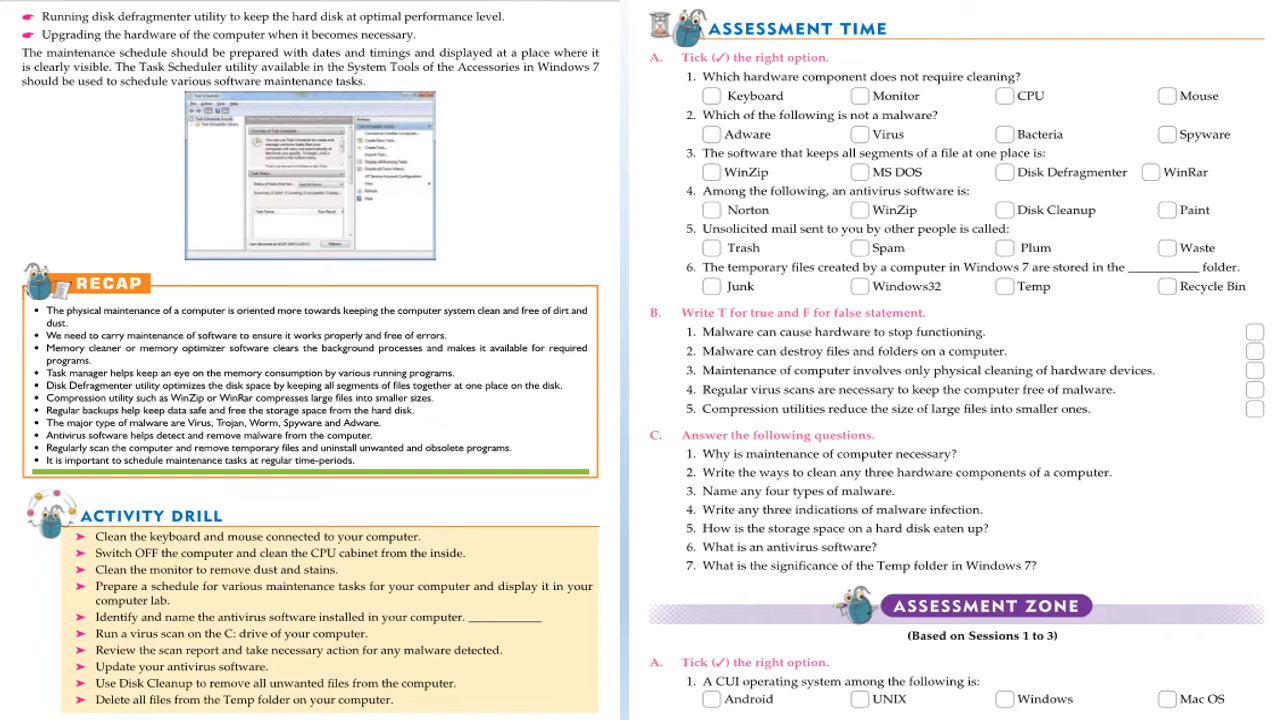 Running disk defragmenter utility to keep the hard disk at optimal performance level.
Upgrading the hardware of the computer when it becomes necessary.
The maintenance schedule should be prepared with dates and timings and displayed at a place where it
is clearly visible. The Task Scheduler utility available in the System Tools of the Accessories in Windows 7
should be used to schedule various software maintenance tasks.
Task Scheduler
File Action View Help
Task Scheduler Library
Overview of Task Scheduler
Task Status
Task Name
Refresh
Actions
View
Refresh
Help
RECAP
• The physical maintenance of a computer is oriented more towards keeping the computer system clean and free of dirt and
dust.
• We need to carry maintenance of software to ensure it works properly and free of errors.
• Memory cleaner or memory optimizer software clears the background processes and makes it available for required
programs.
• Task manager helps keep an eye on the memory consumption by various running programs.
• Disk Defragmenter utility optimizes the disk space by keeping all segments of files together at one place on the disk.
• Compression utility such as WinZip or WinRar compresses large files into smaller sizes.
• Regular backups help keep data safe and free the storage space from the hard disk.
• The major type of malware are Virus, Trojan, Worm, Spyware and Adware.
• Antivirus software helps detect and remove malware from the computer.
• Regularly scan the computer and remove temporary files and uninstall unwanted and obsolete programs.
• It is important to schedule maintenance tasks at regular time-periods.
ACTIVITY DRILL
Clean the keyboard and mouse connected to your computer.
Switch OFF the computer and clean the CPU cabinet from the inside.
Clean the monitor to remove dust and stains.
Prepare a schedule for various maintenance tasks for your computer and display it in your
computer lab.
Identify and name the antivirus software installed in your computer. ____________
Run a virus scan on the C: drive of your computer.
Review the scan report and take necessary action for any malware detected.
Update your antivirus software.
Use Disk Cleanup to remove all unwanted files from the computer.
Delete all files from the Temp folder on your computer.
ASSESSMENT TIME
A. Tick (✓) the right option.
1. Which hardware component does not require cleaning?
Keyboard Monitor CPU Mouse
2. Which of the following is not a malware?
Adware Virus Bacteria Spyware
3. The software that keeps all segments of a file at one place is:
WinZip MS DOS Disk Defragmenter WinRar
4. Among the following, an antivirus software is:
Norton WinZip Disk Cleanup Paint
5. Unsolicited mail sent to you by other people is called:
Trash Spam Plum Waste
6. The temporary files created by a computer in Windows 7 are stored in the ____________ folder.
Junk Windows32 Temp Recycle Bin
B. Write T for true and F for false statement.
1. Malware can cause hardware to stop functioning.
2. Malware can destroy files and folders on a computer.
3. Maintenance of computer involves only physical cleaning of hardware devices.
4. Regular virus scans are necessary to keep the computer free of malware.
5. Compression utilities reduce the size of large files into smaller ones.
C. Answer the following questions.
1. Why is maintenance of computer necessary?
2. Write the ways to clean any three hardware components of a computer.
3. Name any four types of malware.
4. Write any three indications of malware infection.
5. How is the storage space on a hard disk eaten up?
6. What is an antivirus software?
7. What is the significance of the Temp folder in Windows 7?
ASSESSMENT ZONE
(Based on Sessions 1 to 3)
A. Tick (✓) the right option.
1. A CUI operating system among the following is:
Android UNIX Windows Mac OS